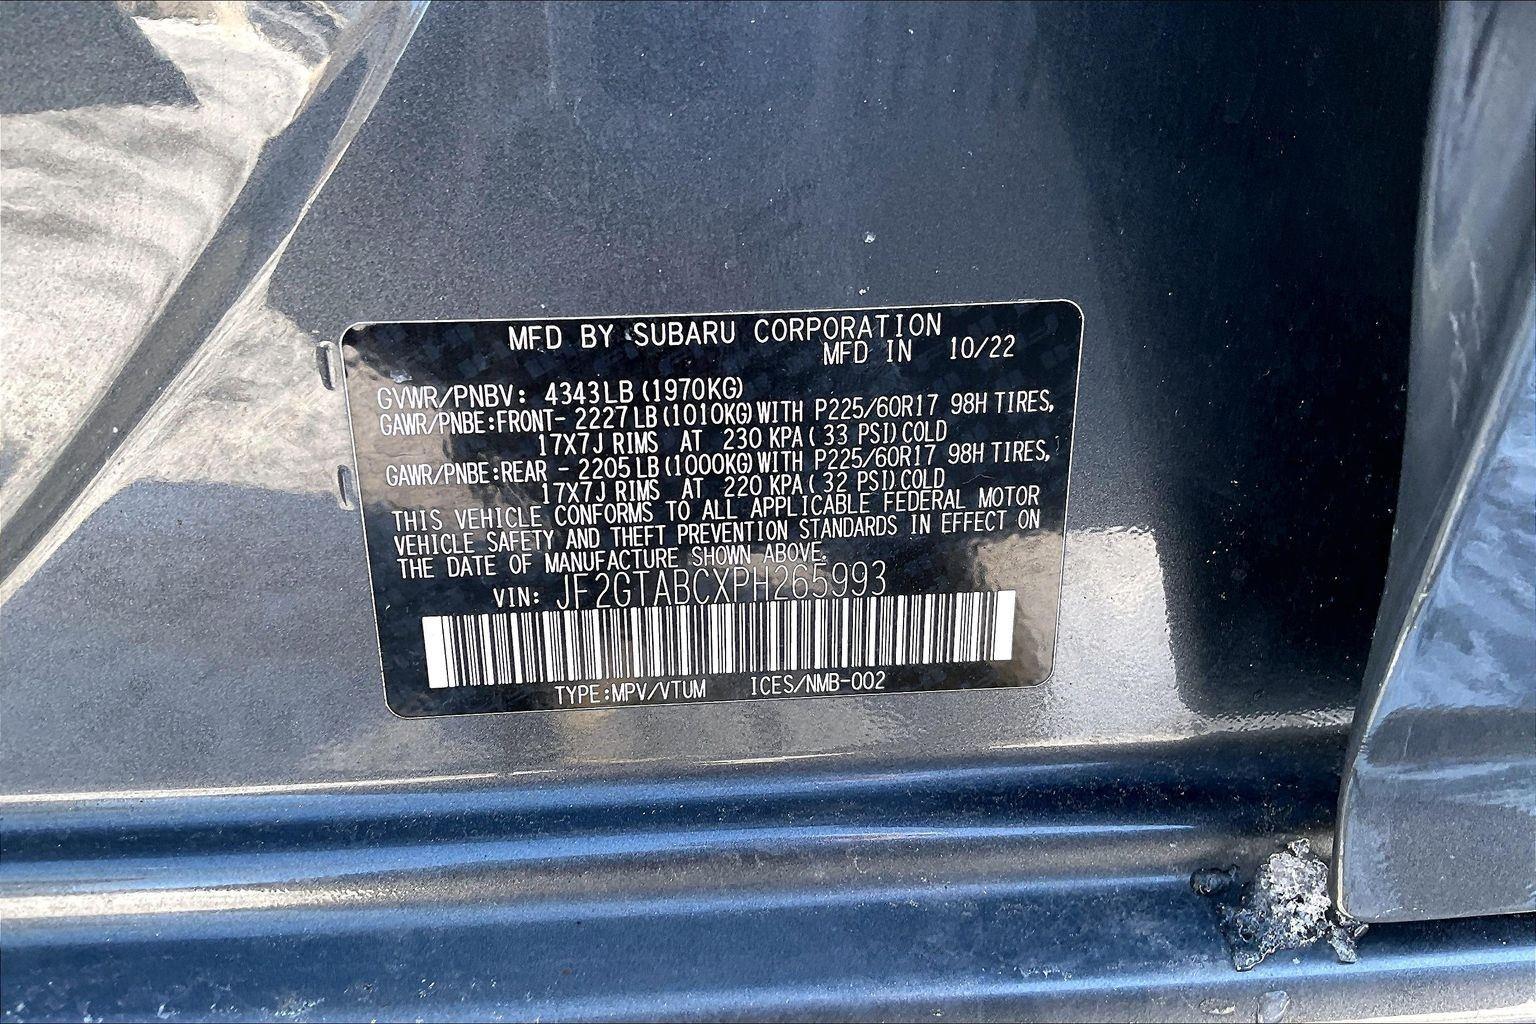 MFD BY SUBARU CORPORATION
MFD IN 10/22
GVWR/PNBV: 4343LB(1970KG)
GAWR/PNBE:FRONT- 2227LB(1010KG)WITH P225/60R17 98H TIRES,
17X7J RIMS AT 230 KPA( 33 PSI)COLD
GAWR/PNBE:REAR - 2205LB(1000KG)WITH P225/60R17 98H TIRES,
17X7J RIMS AT 220 KPA( 32 PSI)COLD
THIS VEHICLE CONFORMS TO ALL APPLICABLE FEDERAL MOTOR
VEHICLE SAFETY AND THEFT PREVENTION STANDARDS IN EFFECT ON
THE DATE OF MANUFACTURE SHOWN ABOVE.
VIN: JF2GTABCXPH265993
TYPE:MPV/VTUM ICES/NMB-002